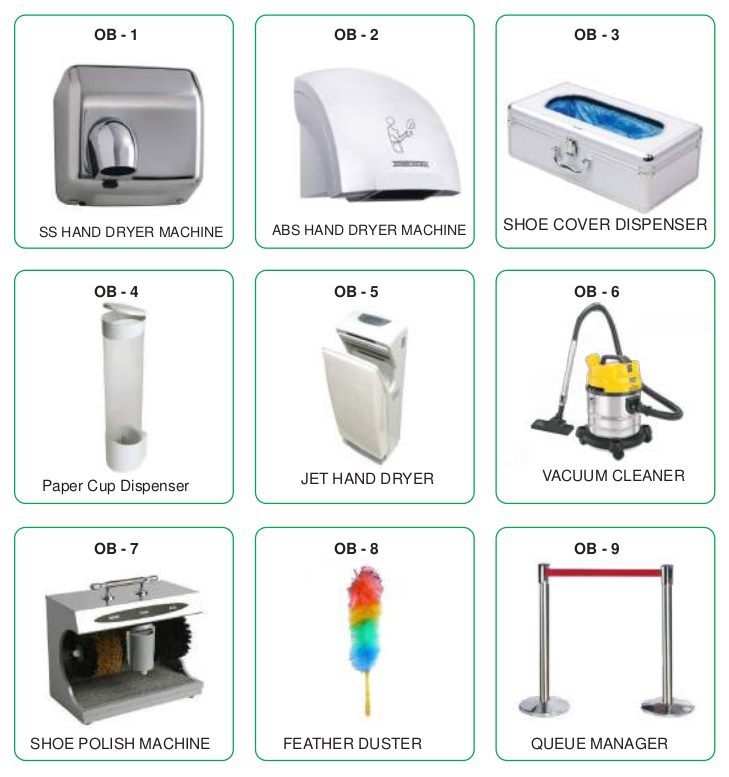 OB - 1
OB - 2
OB - 3
SS HAND DRYER MACHINE
ABS HAND DRYER MACHINE
SHOE COVER DISPENSER
OB - 4
OB - 5
OB - 6
Paper Cup Dispenser
JET HAND DRYER
VACUUM CLEANER
OB - 7
OB - 8
OB - 9
SHOE POLISH MACHINE
FEATHER DUSTER
QUEUE MANAGER